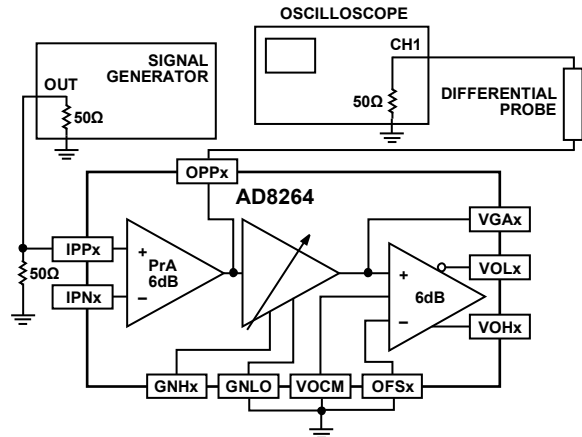 OSCILLOSCOPE
SIGNAL
GENERATOR
OUT
50Ω
CH1
50Ω
DIFFERENTIAL
PROBE
OPPx
AD8264
IPPx
+
PrA
6dB
–
50Ω
IPNx
VGAx
+
6dB
–
VOLx
VOHx
GNHx
GNLO
VOCM
OFSx